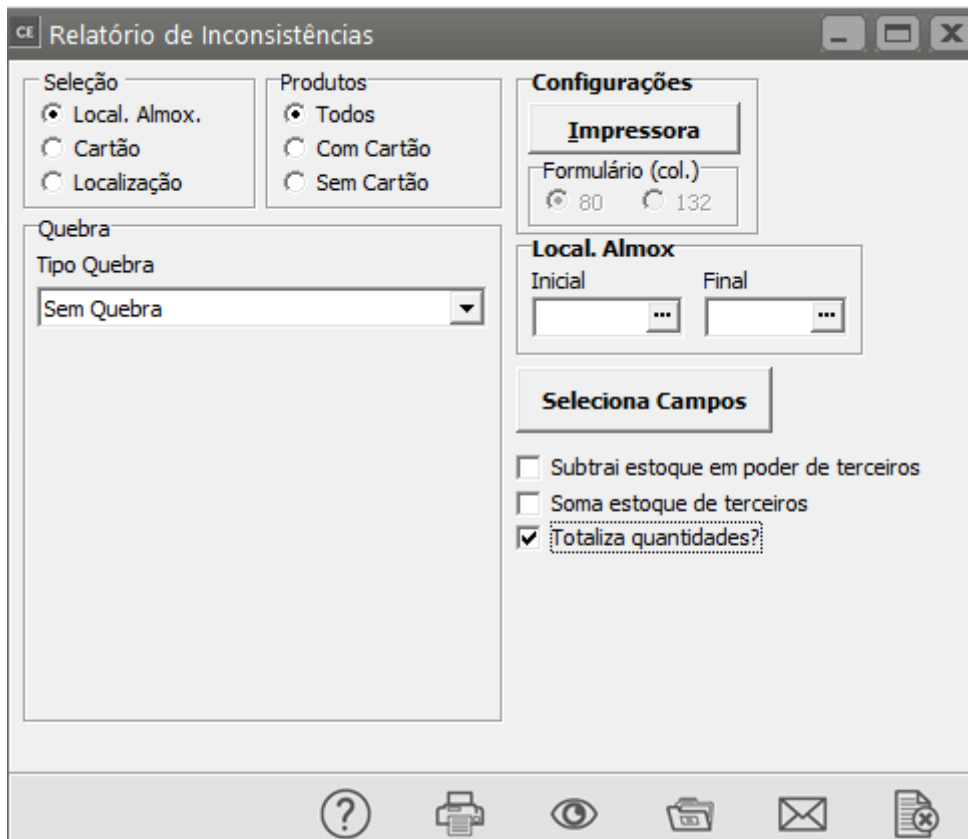 CE Relatório de Inconsistências
Seleção
Local. Almox.
Cartão
Localização
Produtos
Todos
Com Cartão
Sem Cartão
Configurações
Impressora
Formulário (col.)
80 132
Quebra
Tipo Quebra
Sem Quebra
Local. Almox
Inicial Final
... ...
Seleciona Campos
Subtrai estoque em poder de terceiros
Soma estoque de terceiros
Totaliza quantidades?
?